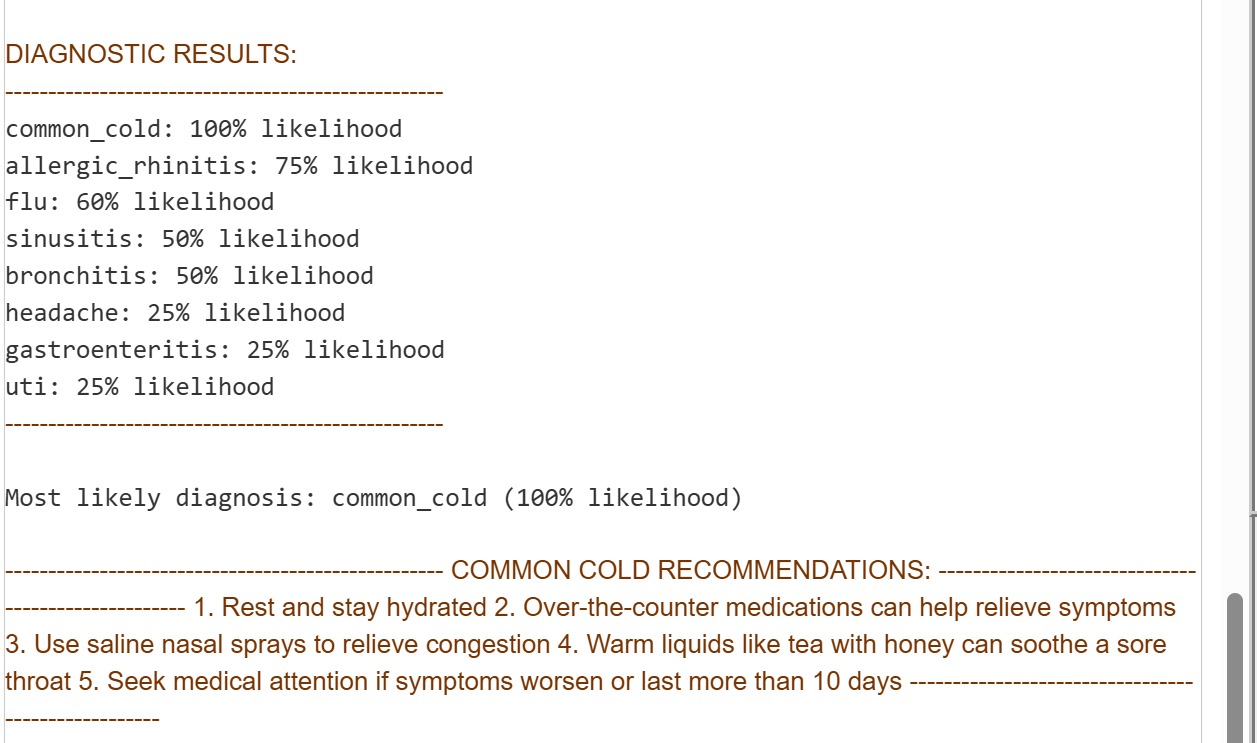 DIAGNOSTIC RESULTS:
---------------------------------------------------
common_cold: 100% likelihood
allergic_rhinitis: 75% likelihood
flu: 60% likelihood
sinusitis: 50% likelihood
bronchitis: 50% likelihood
headache: 25% likelihood
gastroenteritis: 25% likelihood
uti: 25% likelihood
---------------------------------------------------
Most likely diagnosis: common_cold (100% likelihood)
--------------------------------------------------- COMMON COLD RECOMMENDATIONS: ------------------------------
--------------------- 1. Rest and stay hydrated 2. Over-the-counter medications can help relieve symptoms
3. Use saline nasal sprays to relieve congestion 4. Warm liquids like tea with honey can soothe a sore
throat 5. Seek medical attention if symptoms worsen or last more than 10 days ---------------------------------
------------------